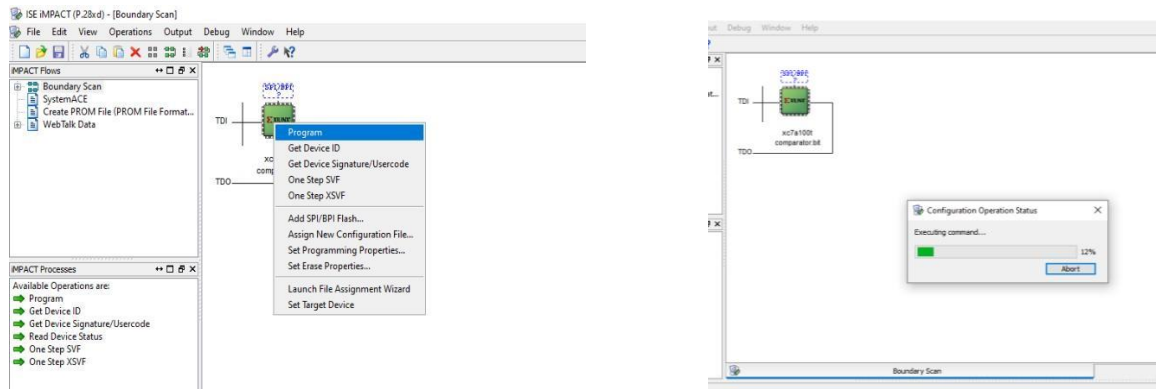 ISE iMPACT (P.28xd) - [Boundary Scan]
File Edit View Operations Output Debug Window Help
iMPACT Flows
Boundary Scan
SystemACE
Create PROM File (PROM File Format...
WebTalk Data
TDI
TDO
Program
Get Device ID
Get Device Signature/Usercode
One Step SVF
One Step XSVF
Add SPI/BPI Flash...
Assign New Configuration File...
Set Programming Properties...
Set Erase Properties...
Launch File Assignment Wizard
Set Target Device
iMPACT Processes
Available Operations are:
Program
Get Device ID
Get Device Signature/Usercode
Read Device Status
One Step SVF
One Step XSVF
Debug Window Help
TDI
xc7a100t
comparator.bit
TDO
Configuration Operation Status
Executing command...
12%
Abort
Boundary Scan